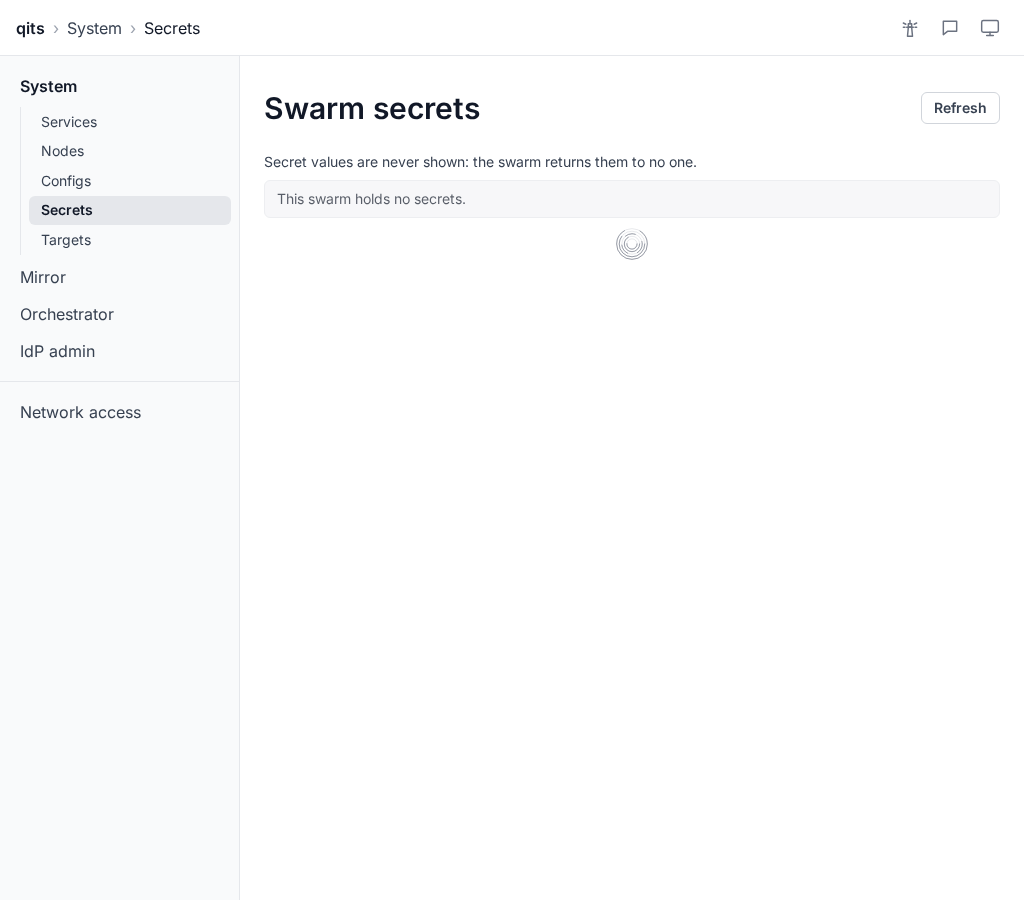 qits › System › Secrets
System
Services
Nodes
Configs
Secrets
Targets
Mirror
Orchestrator
IdP admin
Network access
Swarm secrets
Refresh
Secret values are never shown: the swarm returns them to no one.
This swarm holds no secrets.